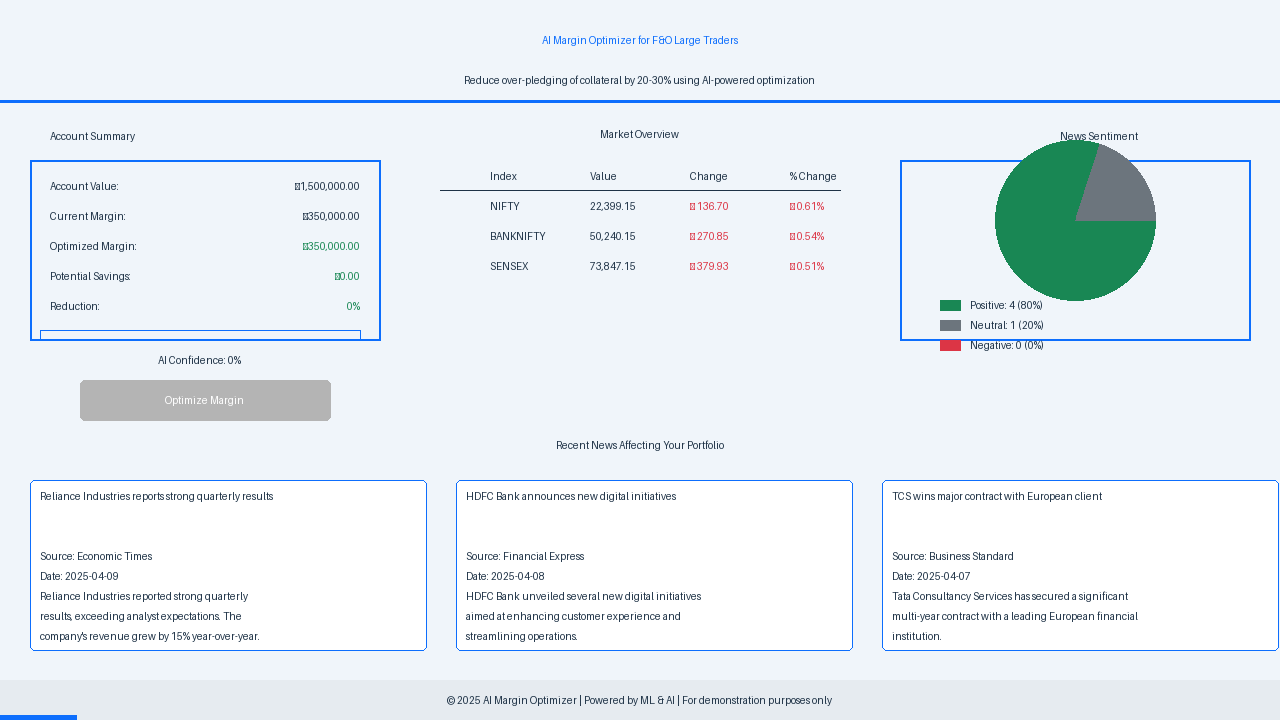 AI Margin Optimizer for F&O Large Traders
Reduce over-pledging of collateral by 20-30% using AI-powered optimization
Account Summary
Account Value: 1,500,000.00
Current Margin: 350,000.00
Optimized Margin: 350,000.00
Potential Savings: 0.00
Reduction: 0%
AI Confidence: 0%
Optimize Margin
Market Overview
Index Value Change % Change
NIFTY 22,399.15 136.70 0.61%
BANKNIFTY 50,240.15 270.85 0.54%
SENSEX 73,847.15 379.93 0.51%
News Sentiment
Positive: 4 (80%)
Neutral: 1 (20%)
Negative: 0 (0%)
Recent News Affecting Your Portfolio
Reliance Industries reports strong quarterly results
Source: Economic Times
Date: 2025-04-09
Reliance Industries reported strong quarterly
results, exceeding analyst expectations. The
company's revenue grew by 15% year-over-year.
HDFC Bank announces new digital initiatives
Source: Financial Express
Date: 2025-04-08
HDFC Bank unveiled several new digital initiatives
aimed at enhancing customer experience and
streamlining operations.
TCS wins major contract with European client
Source: Business Standard
Date: 2025-04-07
Tata Consultancy Services has secured a significant
multi-year contract with a leading European financial
institution.
© 2025 AI Margin Optimizer | Powered by ML & AI | For demonstration purposes only